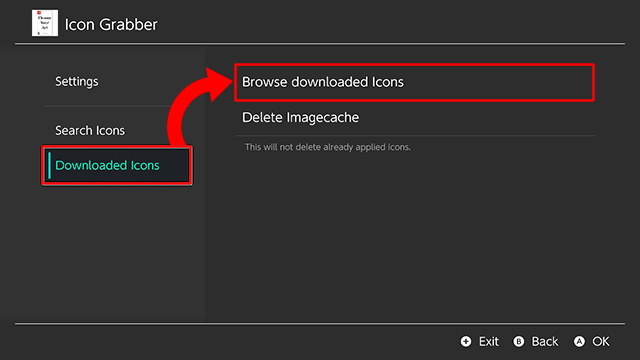 Icon Grabber
Settings
Search Icons
Downloaded Icons
Browse downloaded Icons
Delete Imagecache
This will not delete already applied icons.
Exit
B Back
A OK